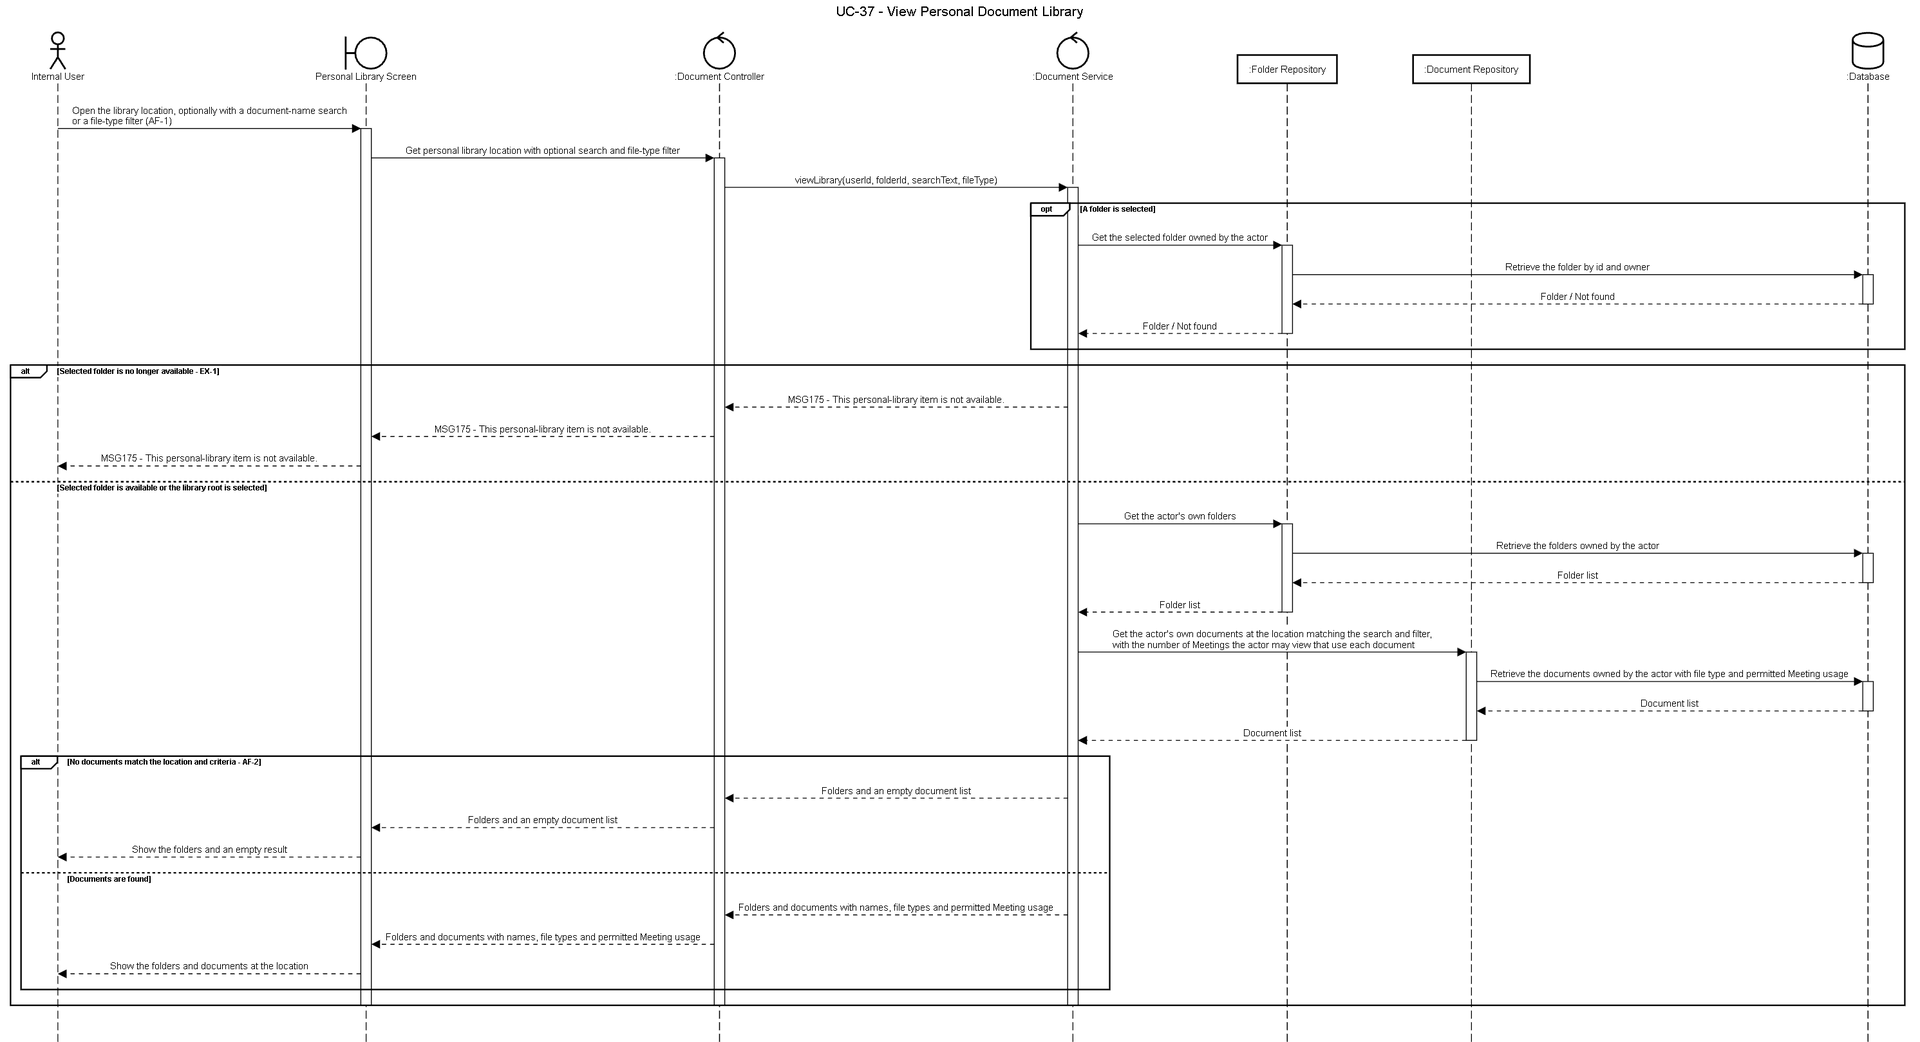 UC-37 - View Personal Document Library
Internal User
Personal Library Screen
:Document Controller
:Document Service
:Folder Repository
:Document Repository
:Database
Open the library location, optionally with a document-name search
or a file-type filter (AF-1)
Get personal library location with optional search and file-type filter
viewLibrary(userId, folderId, searchText, fileType)
opt
[A folder is selected]
Get the selected folder owned by the actor
Retrieve the folder by id and owner
Folder / Not found
Folder / Not found
alt
[Selected folder is no longer available - EX-1]
MSG175 - This personal-library item is not available.
MSG175 - This personal-library item is not available.
MSG175 - This personal-library item is not available.
[Selected folder is available or the library root is selected]
Get the actor's own folders
Retrieve the folders owned by the actor
Folder list
Folder list
Get the actor's own documents at the location matching the search and filter,
with the number of Meetings the actor may view that use each document
Retrieve the documents owned by the actor with file type and permitted Meeting usage
Document list
Document list
alt
[No documents match the location and criteria - AF-2]
Folders and an empty document list
Folders and an empty document list
Show the folders and an empty result
[Documents are found]
Folders and documents with names, file types and permitted Meeting usage
Folders and documents with names, file types and permitted Meeting usage
Show the folders and documents at the location